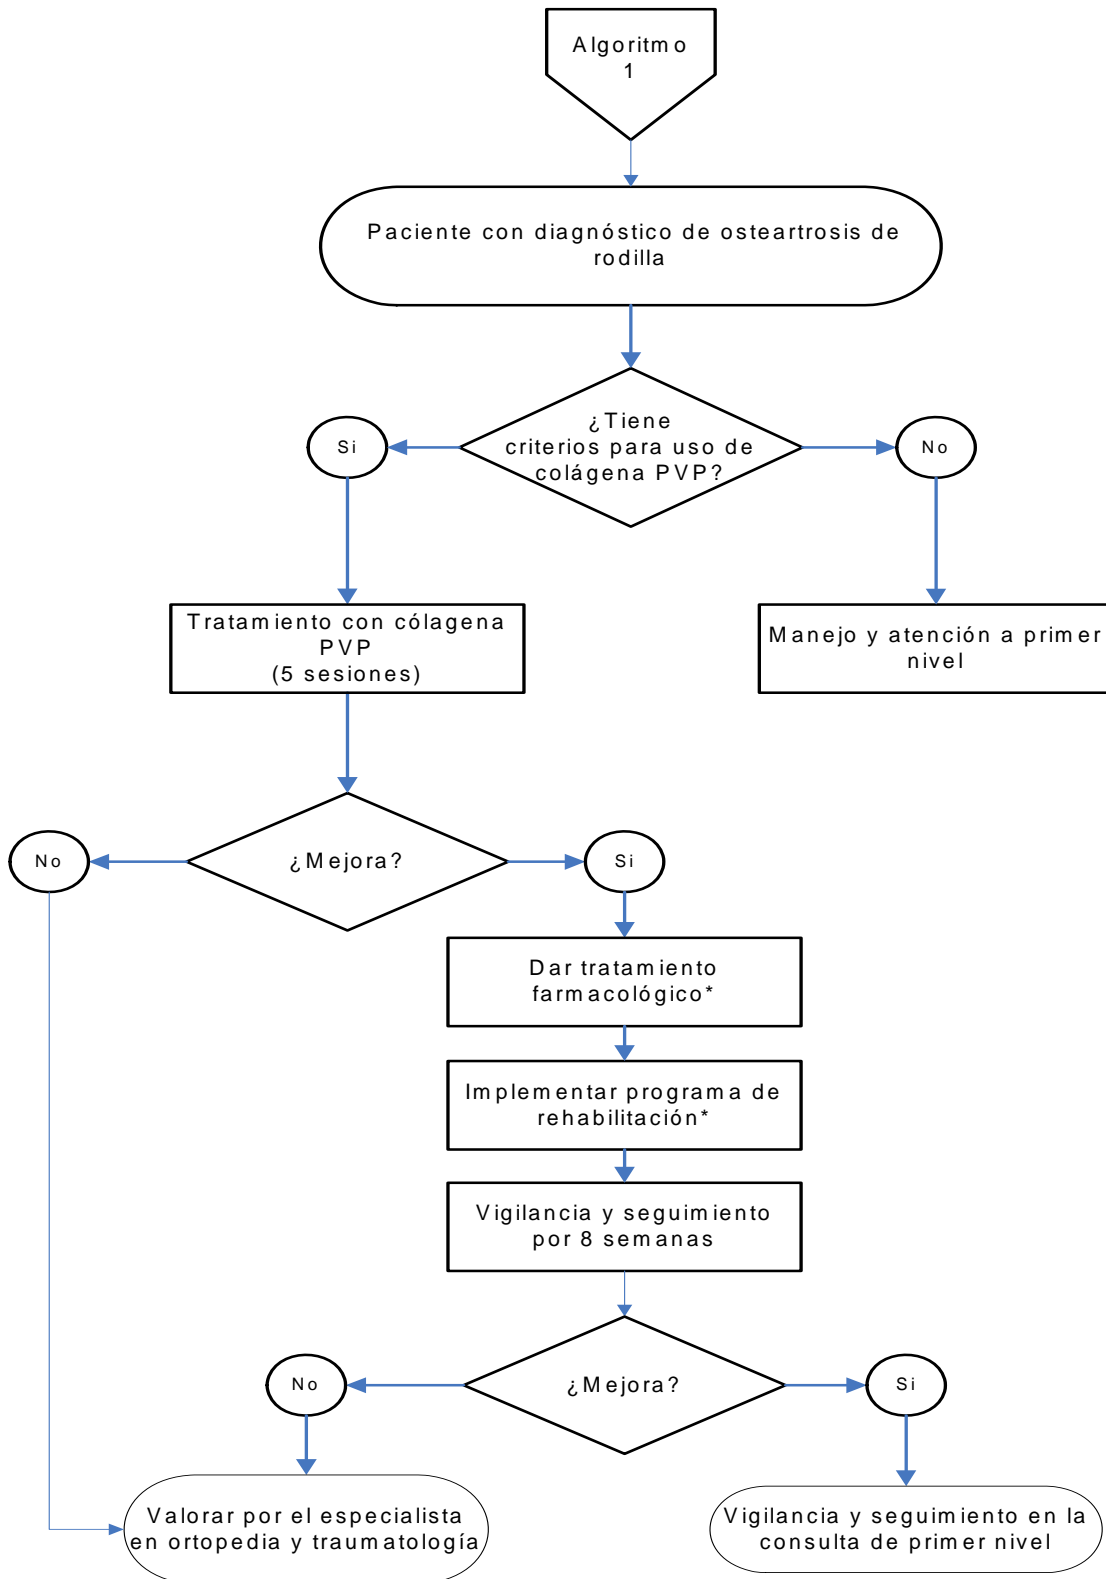 Algoritmo
1
Paciente con diagnóstico de osteartrosis de
rodilla
¿Tiene
criterios para uso de
colágena PVP?
Si
No
Tratamiento con cólagena
PVP
(5 sesiones)
Manejo y atención a primer
nivel
No
¿Mejora?
Si
Dar tratamiento
farmacológico*
Implementar programa de
rehabilitación*
Vigilancia y seguimiento
por 8 semanas
No
¿Mejora?
Si
Valorar por el especialista
en ortopedia y traumatología
Vigilancia y seguimiento en la
consulta de primer nivel